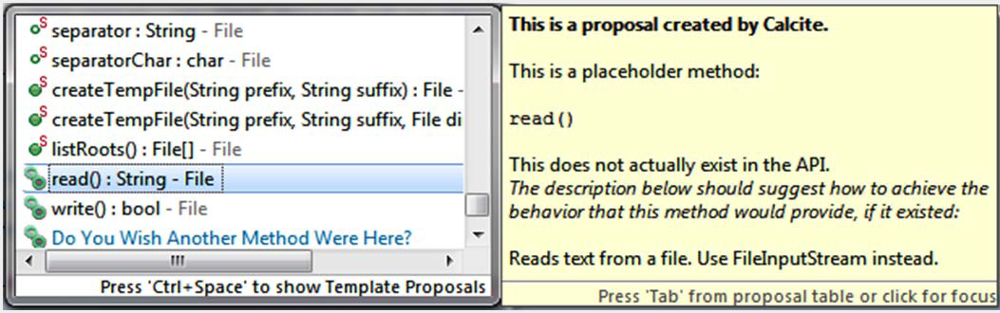 separator : String - File
separatorChar : char - File
createTempFile(String prefix, String suffix) : File -
createTempFile(String prefix, String suffix, File di
listRoots() : File[] - File
read() : String - File
write() : bool - File
Do You Wish Another Method Were Here?
Press 'Ctrl+Space' to show Template Proposals
This is a proposal created by Calcite.
This is a placeholder method:
read()
This does not actually exist in the API.
The description below should suggest how to achieve the
behavior that this method would provide, if it existed:
Reads text from a file. Use FileInputStream instead.
Press 'Tab' from proposal table or click for focus